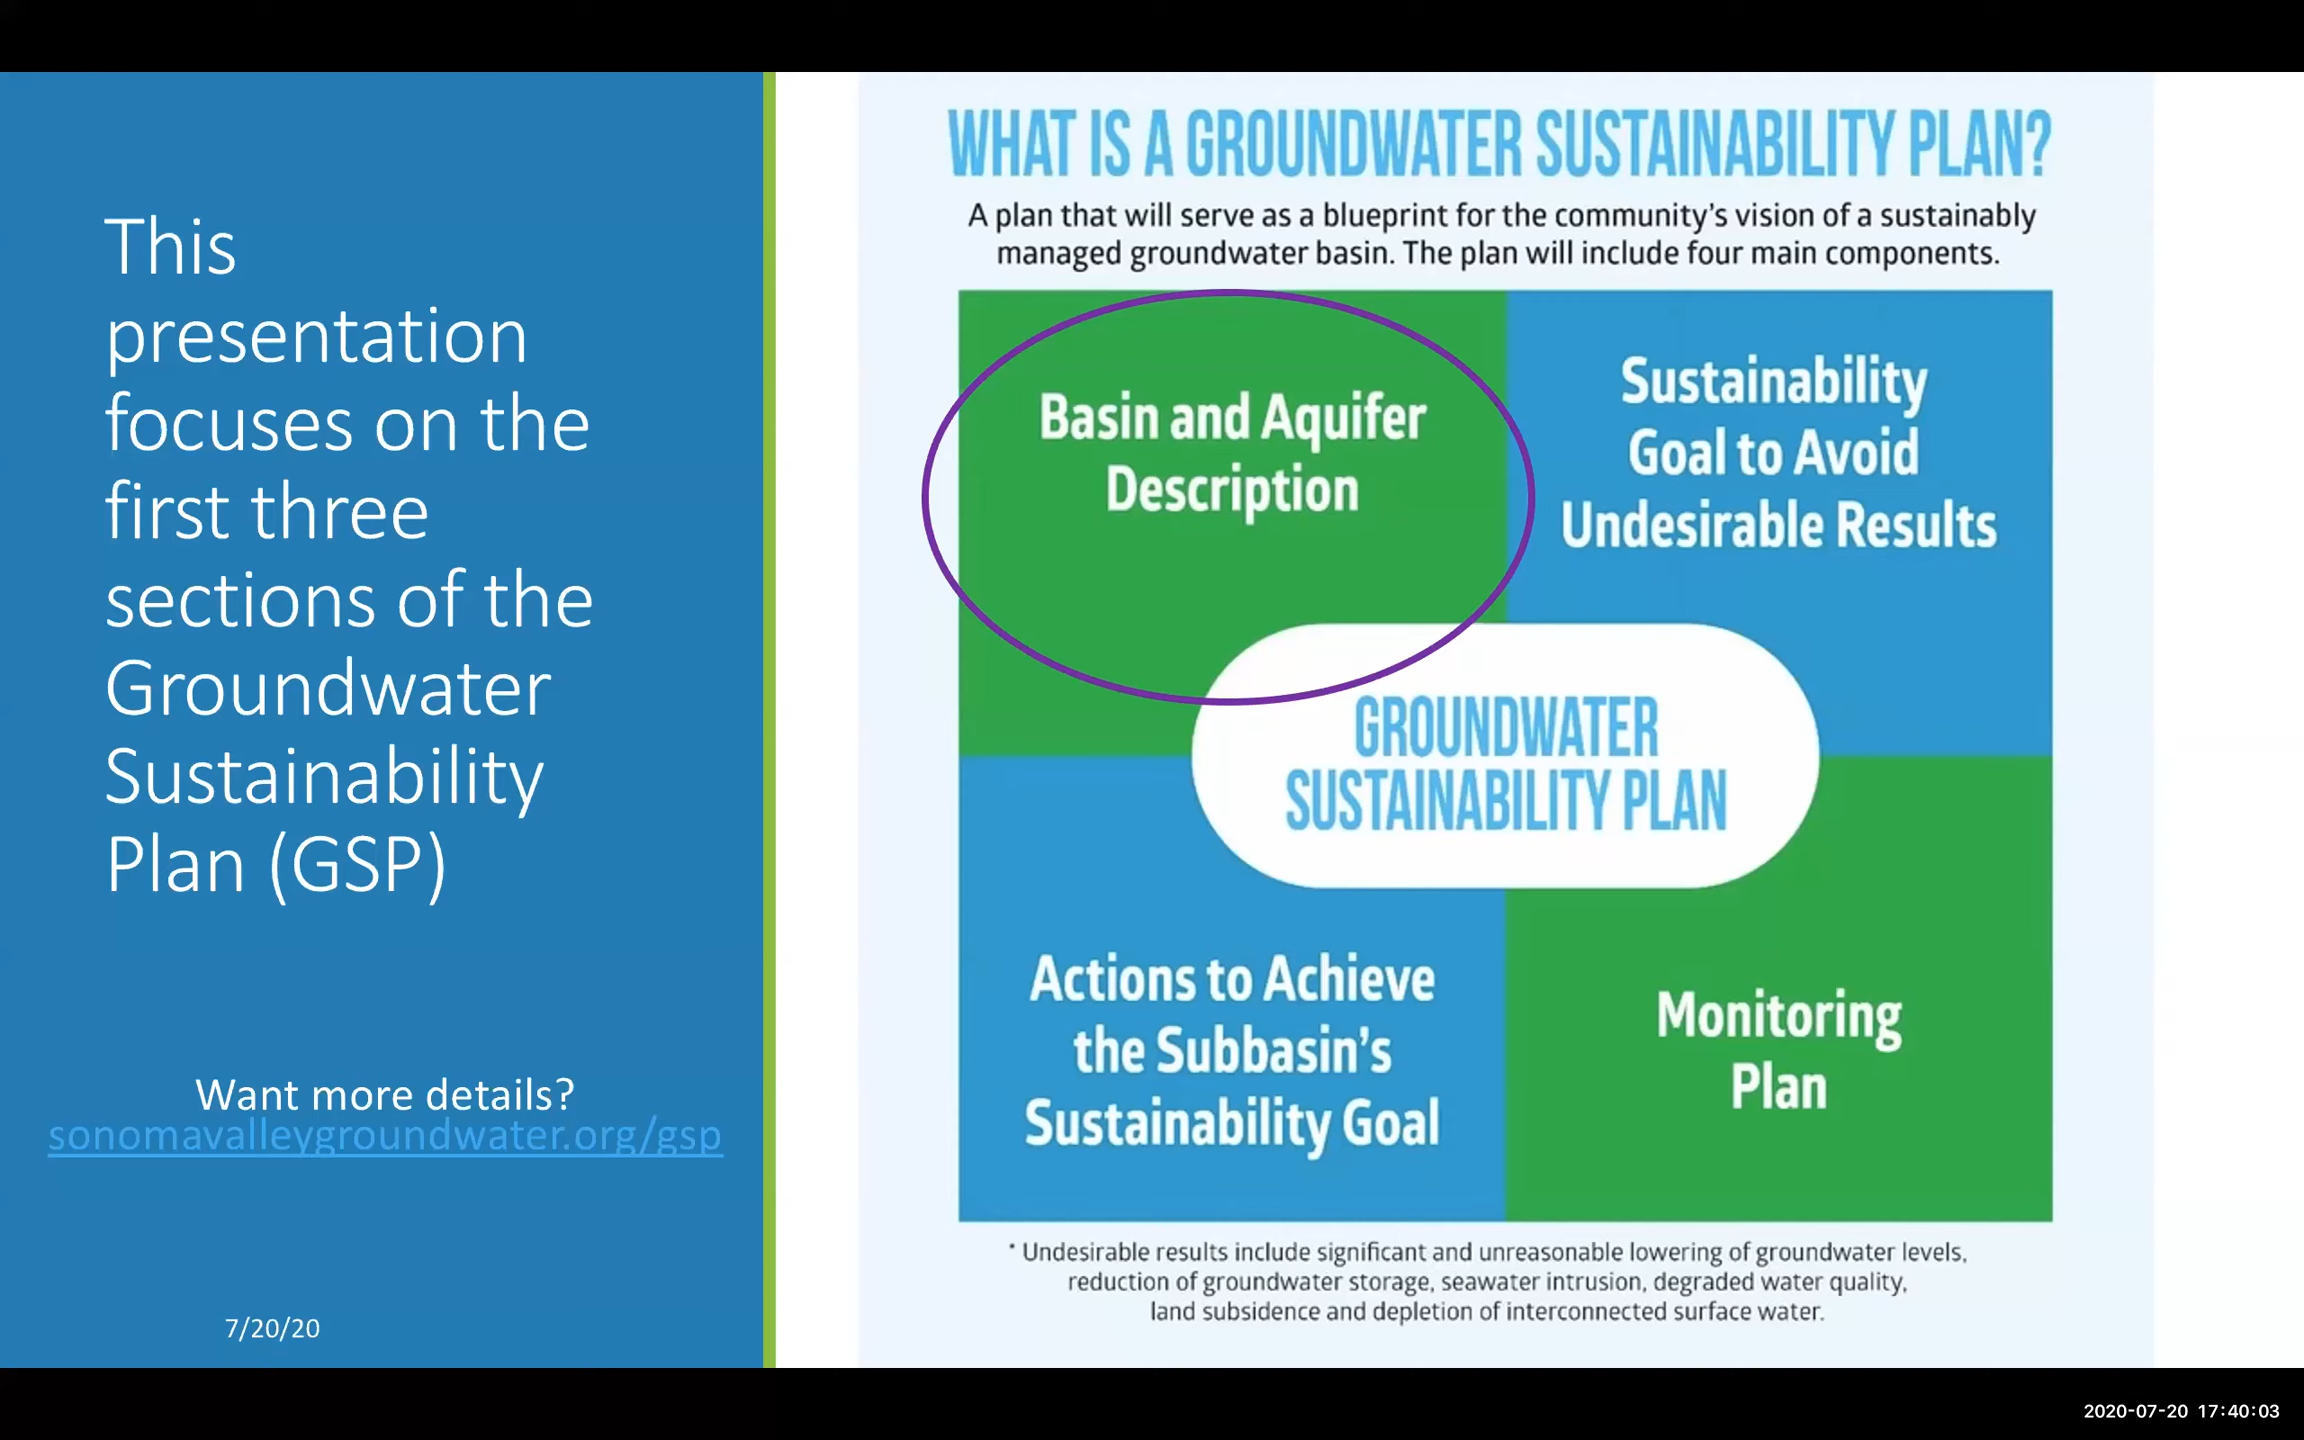 This
presentation
focuses on the
first three
sections of the
Groundwater
Sustainability
Plan (GSP)
Want more details?
sonomavalleygroundwater.org/gsp
7/20/20
WHAT IS A GROUNDWATER SUSTAINABILITY PLAN?
A plan that will serve as a blueprint for the community's vision of a sustainably
managed groundwater basin. The plan will include four main components.
Basin and Aquifer
Description
Sustainability
Goal to Avoid
Undesirable Results
GROUNDWATER
SUSTAINABILITY PLAN
Actions to Achieve
the Subbasin's
Sustainability Goal
Monitoring
Plan
* Undesirable results include significant and unreasonable lowering of groundwater levels,
reduction of groundwater storage, seawater intrusion, degraded water quality,
land subsidence and depletion of interconnected surface water.
2020-07-20 17:40:03